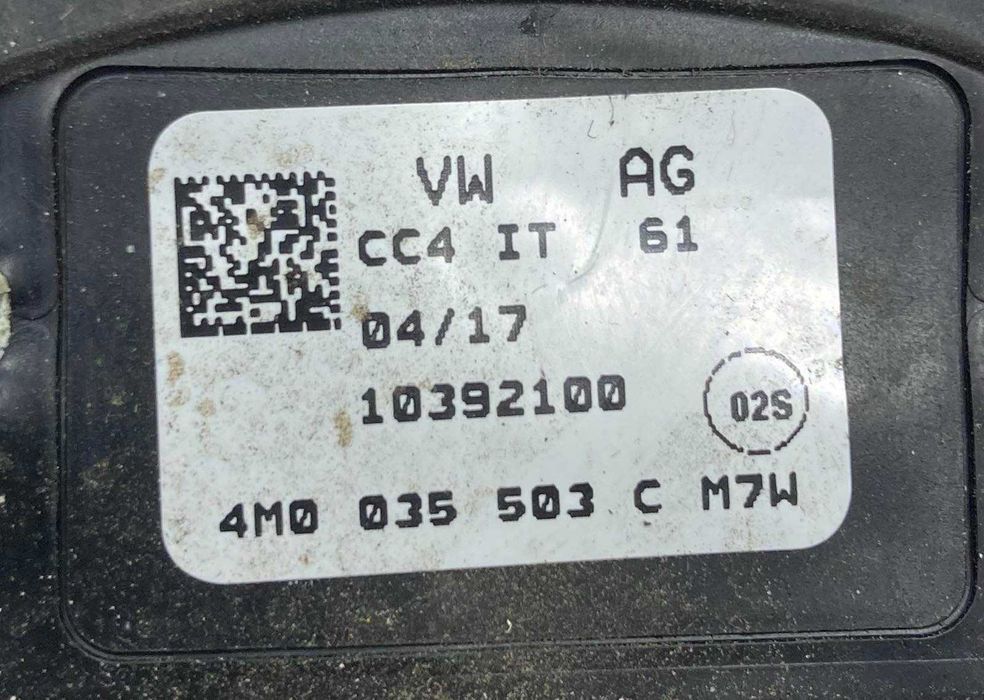 VW AG
CC4 IT 61
04/17
10392100
02S
4M0 035 503 C M7W